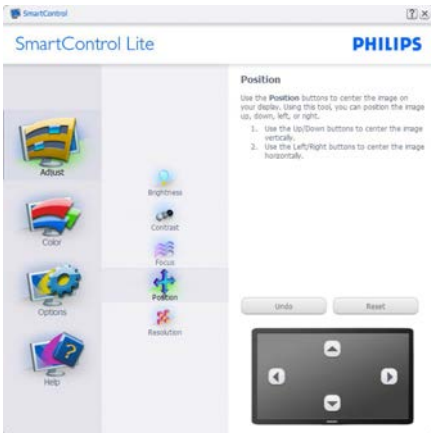 SmartControl
SmartControl Lite
PHILIPS
Adjust
Color
Options
Help
Brightness
Contrast
Focus
Position
Resolution
Position
Use the Position buttons to center the image on
your display. Using this tool, you can position the image
up, down, left, or right.
1. Use the Up/Down buttons to center the image
vertically.
2. Use the Left/Right buttons to center the image
horizontally.
Undo
Reset